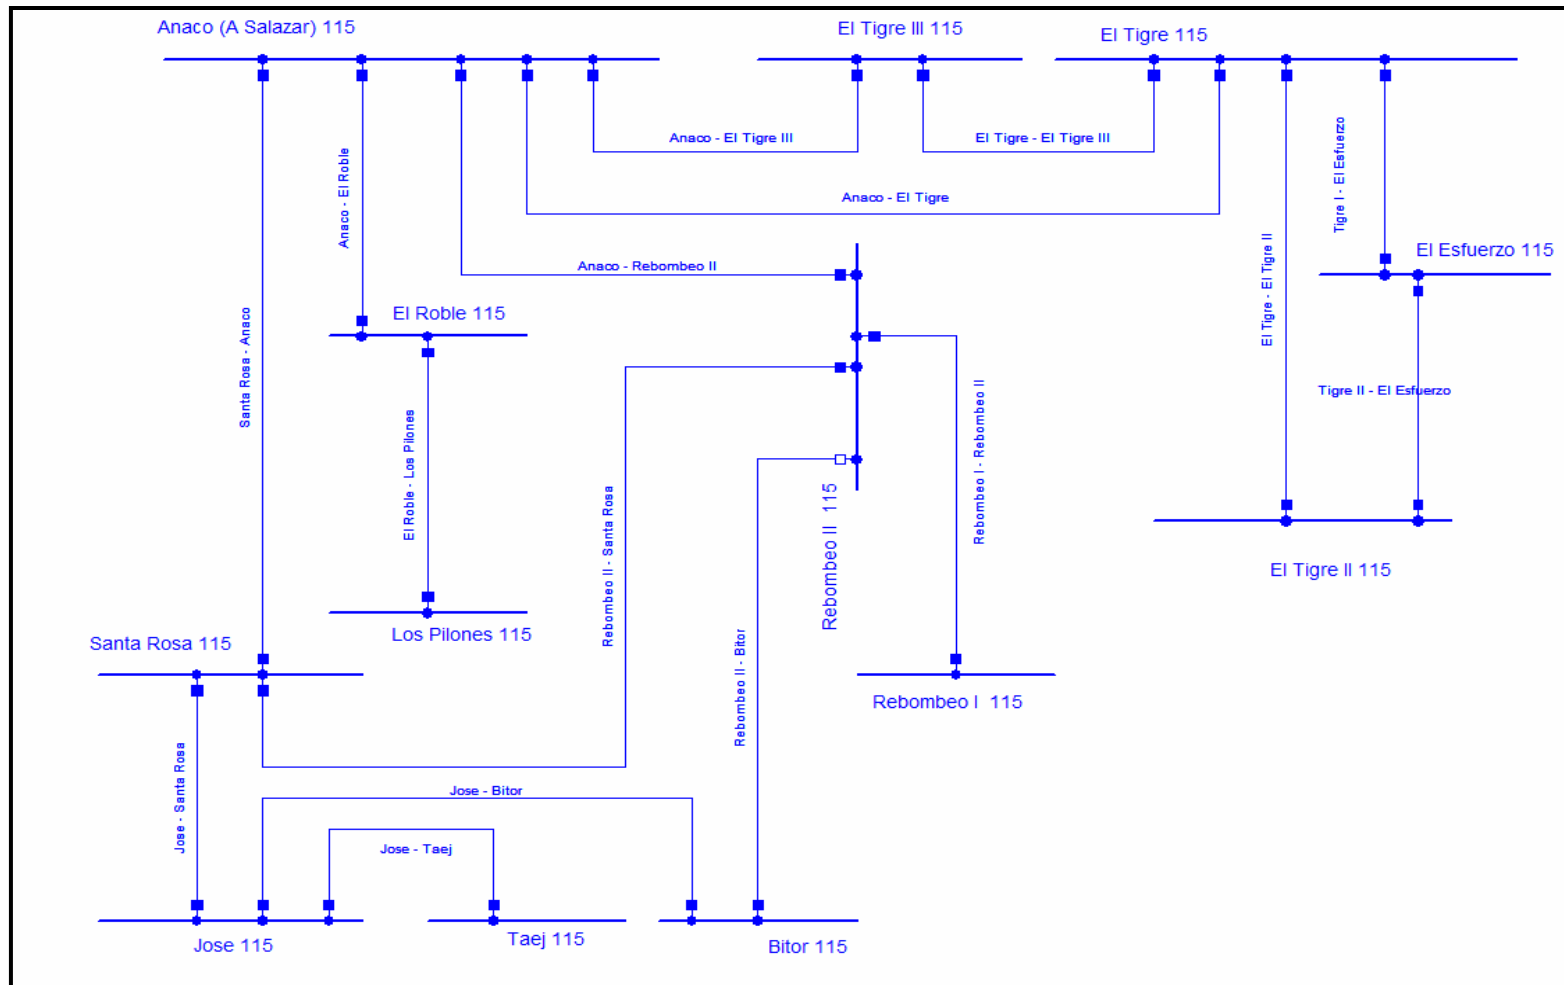 Anaco (A Salazar) 115
El Tigre III 115
El Tigre 115
Anaco - El Tigre III
El Tigre - El Tigre III
Anaco - El Roble
Tigre I - El Esfuerzo
Anaco - El Tigre
El Tigre - El Tigre II
El Esfuerzo 115
Anaco - Rebombeo II
El Roble 115
Santa Rosa - Anaco
Tigre II - El Esfuerzo
El Roble - Los Pilones
Rebombeo I - Rebombeo II
Rebombeo II - Santa Rosa
Rebombeo II 115
El Tigre II 115
Los Pilones 115
Santa Rosa 115
Rebombeo II - Bitor
Rebombeo I 115
Jose - Santa Rosa
Jose - Bitor
Jose - Taej
Jose 115
Taej 115
Bitor 115